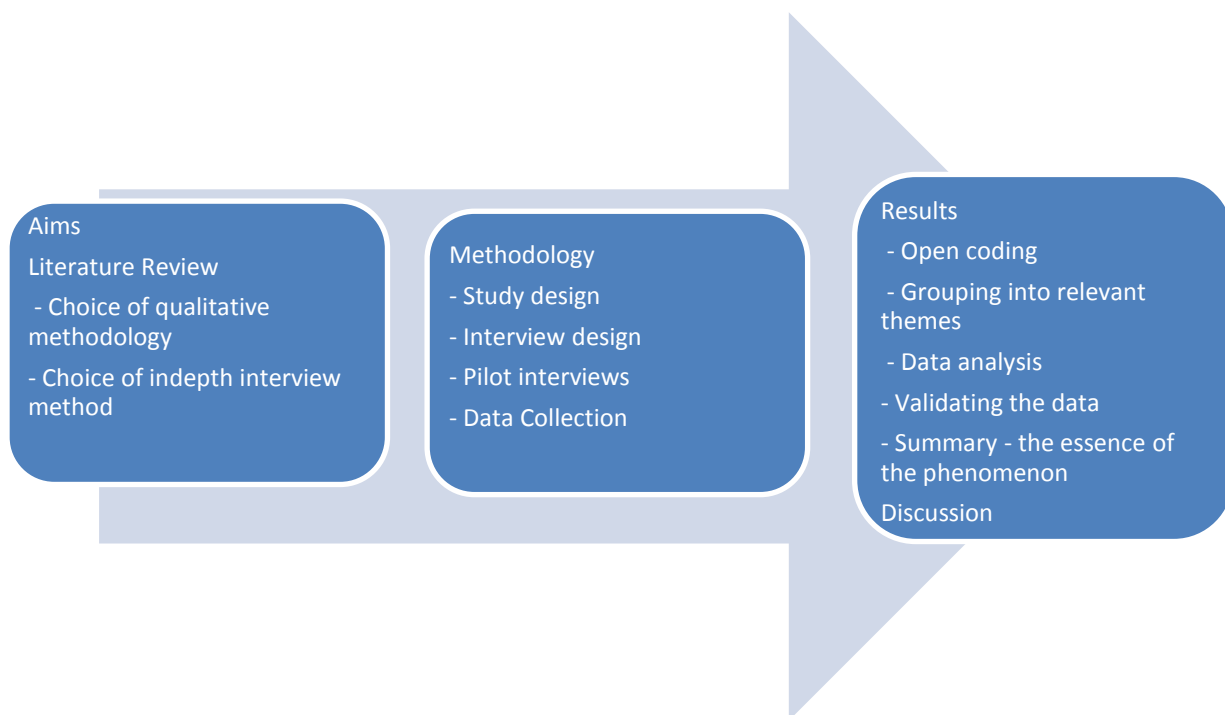 Aims
Literature Review
- Choice of qualitative
methodology
- Choice of indepth interview
method
Methodology
- Study design
- Interview design
- Pilot interviews
- Data Collection
Results
- Open coding
- Grouping into relevant
themes
- Data analysis
- Validating the data
- Summary - the essence of
the phenomenon
Discussion